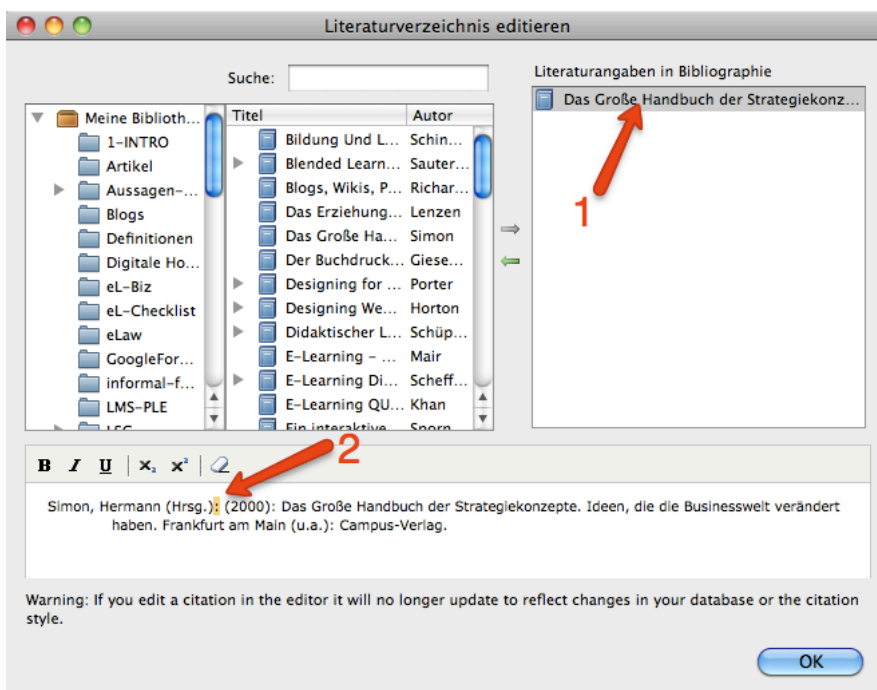 Literaturverzeichnis editieren
Suche:
Literaturangaben in Bibliographie
Das Große Handbuch der Strategiekonz...
Meine Biblioth...
1-INTRO
Artikel
Aussagen-...
Blogs
Definitionen
Digitale Ho...
eL-Biz
eL-Checklist
eLaw
GoogleFor...
informal-f...
LMS-PLE
Titel Autor
Bildung Und L... Schin...
Blended Learn... Sauter...
Blogs, Wikis, P... Richar...
Das Erziehung... Lenzen
Das Große Ha... Simon
Der Buchdruck... Giese...
Designing for ... Porter
Designing We... Horton
Didaktischer L... Schüp...
E-Learning - ... Mair
E-Learning Di... Scheff...
E-Learning QU... Khan
Ein interaktive
1
2
B I U x₂ x²
Simon, Hermann (Hrsg.): (2000): Das Große Handbuch der Strategiekonzepte. Ideen, die die Businesswelt verändert
haben. Frankfurt am Main (u.a.): Campus-Verlag.
Warning: If you edit a citation in the editor it will no longer update to reflect changes in your database or the citation
style.
OK